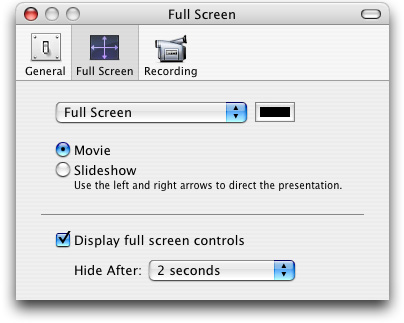 Full Screen
General Full Screen Recording
Full Screen
Movie
Slideshow
Use the left and right arrows to direct the presentation.
Display full screen controls
Hide After: 2 seconds